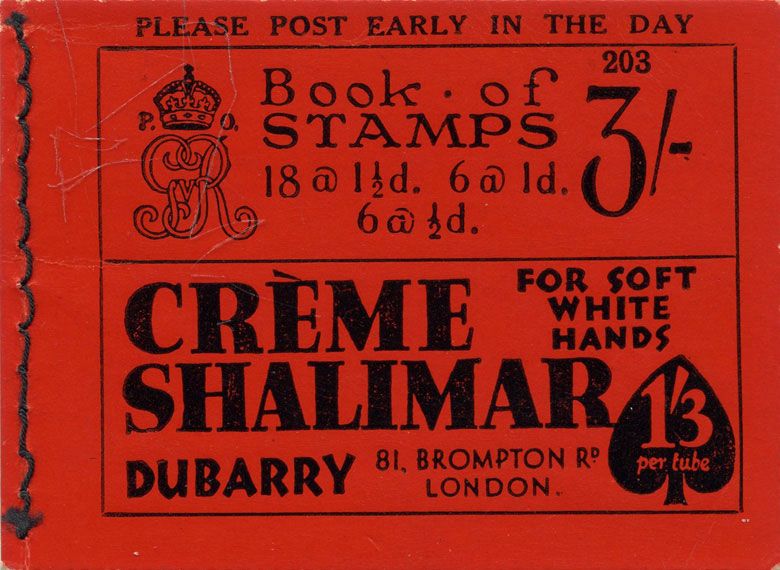 PLEASE POST EARLY IN THE DAY
203
P. O.
GvR
Book · of
STAMPS
3/-
18 @ 1½d. 6 @ 1d.
6 @ ½d.
CRÈME
SHALIMAR
FOR SOFT
WHITE
HANDS
1/3
per tube
DUBARRY
81, BROMPTON RD
LONDON.